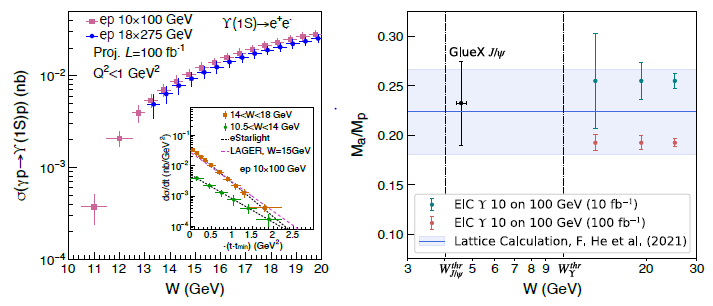 ep 10×100 GeV
ϒ(1S)→e⁺e⁻
ep 18×275 GeV
Proj. L=100 fb⁻¹
Q²<1 GeV²
σ(γp→ϒ(1S)p) (nb)
10⁻²
10⁻³
10⁻⁴
10 11 12 13 14 15 16 17 18 19 20
W (GeV)
14<W<18 GeV
10.5<W<14 GeV
eStarlight
LAGER, W=15GeV
ep 10×100 GeV
dσ/dt (nb/GeV²)
10⁻¹
10⁻²
10⁻³
10⁻⁴
0 0.5 1 1.5 2 2.5
-(t-tmin) (GeV²)
GlueX J/ψ
Ma/Mp
0.30
0.25
0.20
0.15
0.10
EIC ϒ 10 on 100 GeV (10 fb⁻¹)
EIC ϒ 10 on 100 GeV (100 fb⁻¹)
Lattice Calculation, F. He et al. (2021)
3 W^thr_J/ψ 5 6 7 8 9 W^thr_ϒ 20 30
W (GeV)